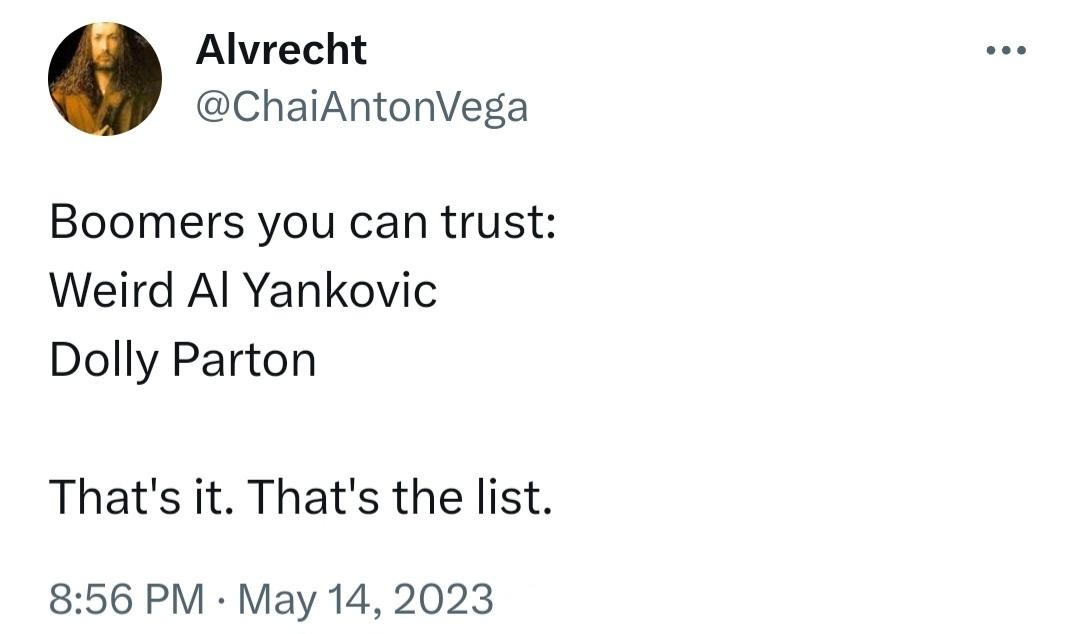 Alvrecht
@ChaiAntonVega
Boomers you can trust:
Weird Al Yankovic
Dolly Parton
That's it. That's the list.
8:56 PM · May 14, 2023